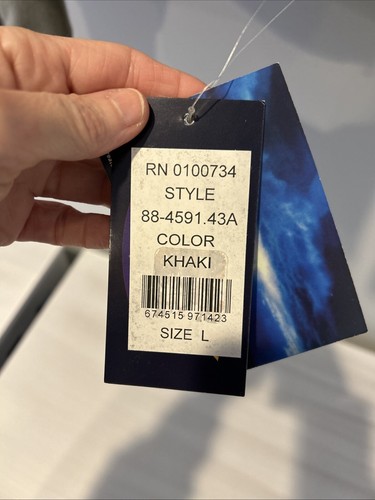 RN 0100734
STYLE
88-4591.43A
COLOR
KHAKI
674515 971423
SIZE L